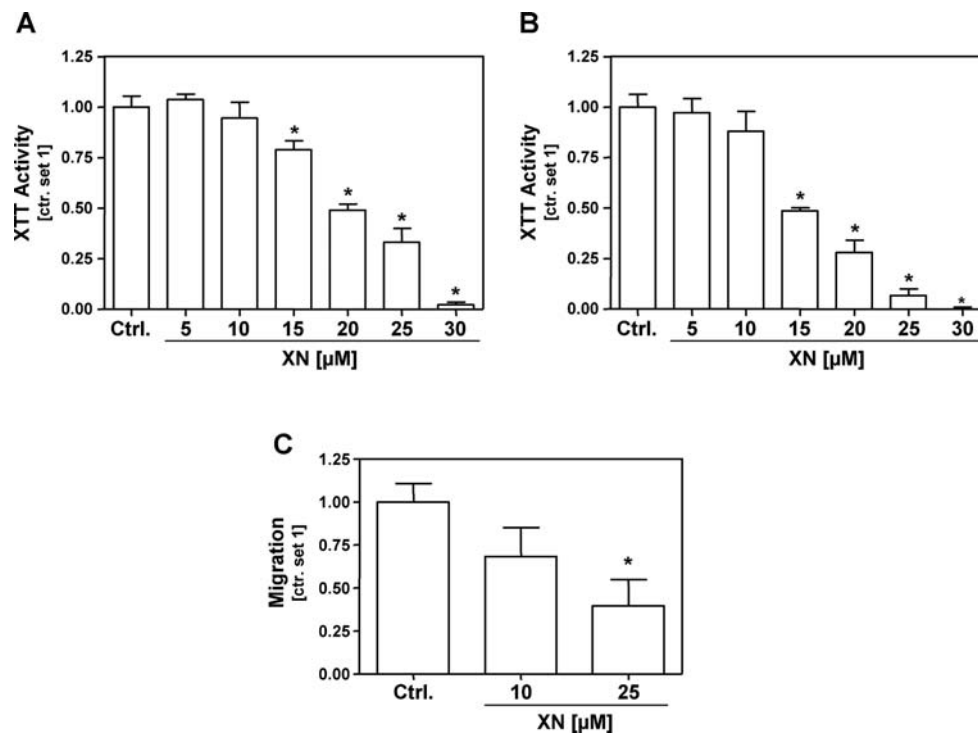 A
XTT Activity
[ctr. set 1]
1.25
1.00
0.75
0.50
0.25
0.00
*
*
*
*
Ctrl. 5 10 15 20 25 30
XN [µM]
B
XTT Activity
[ctr. set 1]
1.25
1.00
0.75
0.50
0.25
0.00
*
*
*
*
Ctrl. 5 10 15 20 25 30
XN [µM]
C
Migration
[ctr. set 1]
1.25
1.00
0.75
0.50
0.25
0.00
*
Ctrl. 10 25
XN [µM]